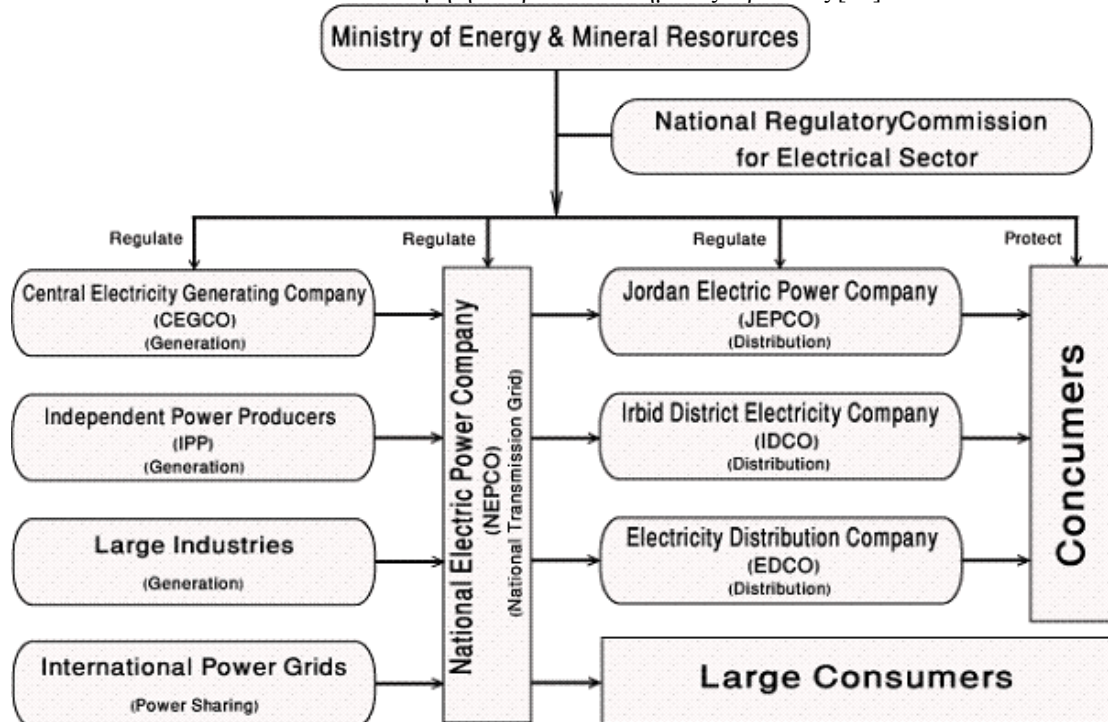 Ministry of Energy & Mineral Resorurces
National RegulatoryCommission
for Electrical Sector
Regulate
Regulate
Regulate
Protect
Central Electricity Generating Company
(CEGCO)
(Generation)
Independent Power Producers
(IPP)
(Generation)
Large Industries
(Generation)
International Power Grids
(Power Sharing)
National Electric Power Company
(NEPCO)
(National Transmission Grid)
Jordan Electric Power Company
(JEPCO)
(Distribution)
Irbid District Electricity Company
(IDCO)
(Distribution)
Electricity Distribution Company
(EDCO)
(Distribution)
Concumers
Large Consumers